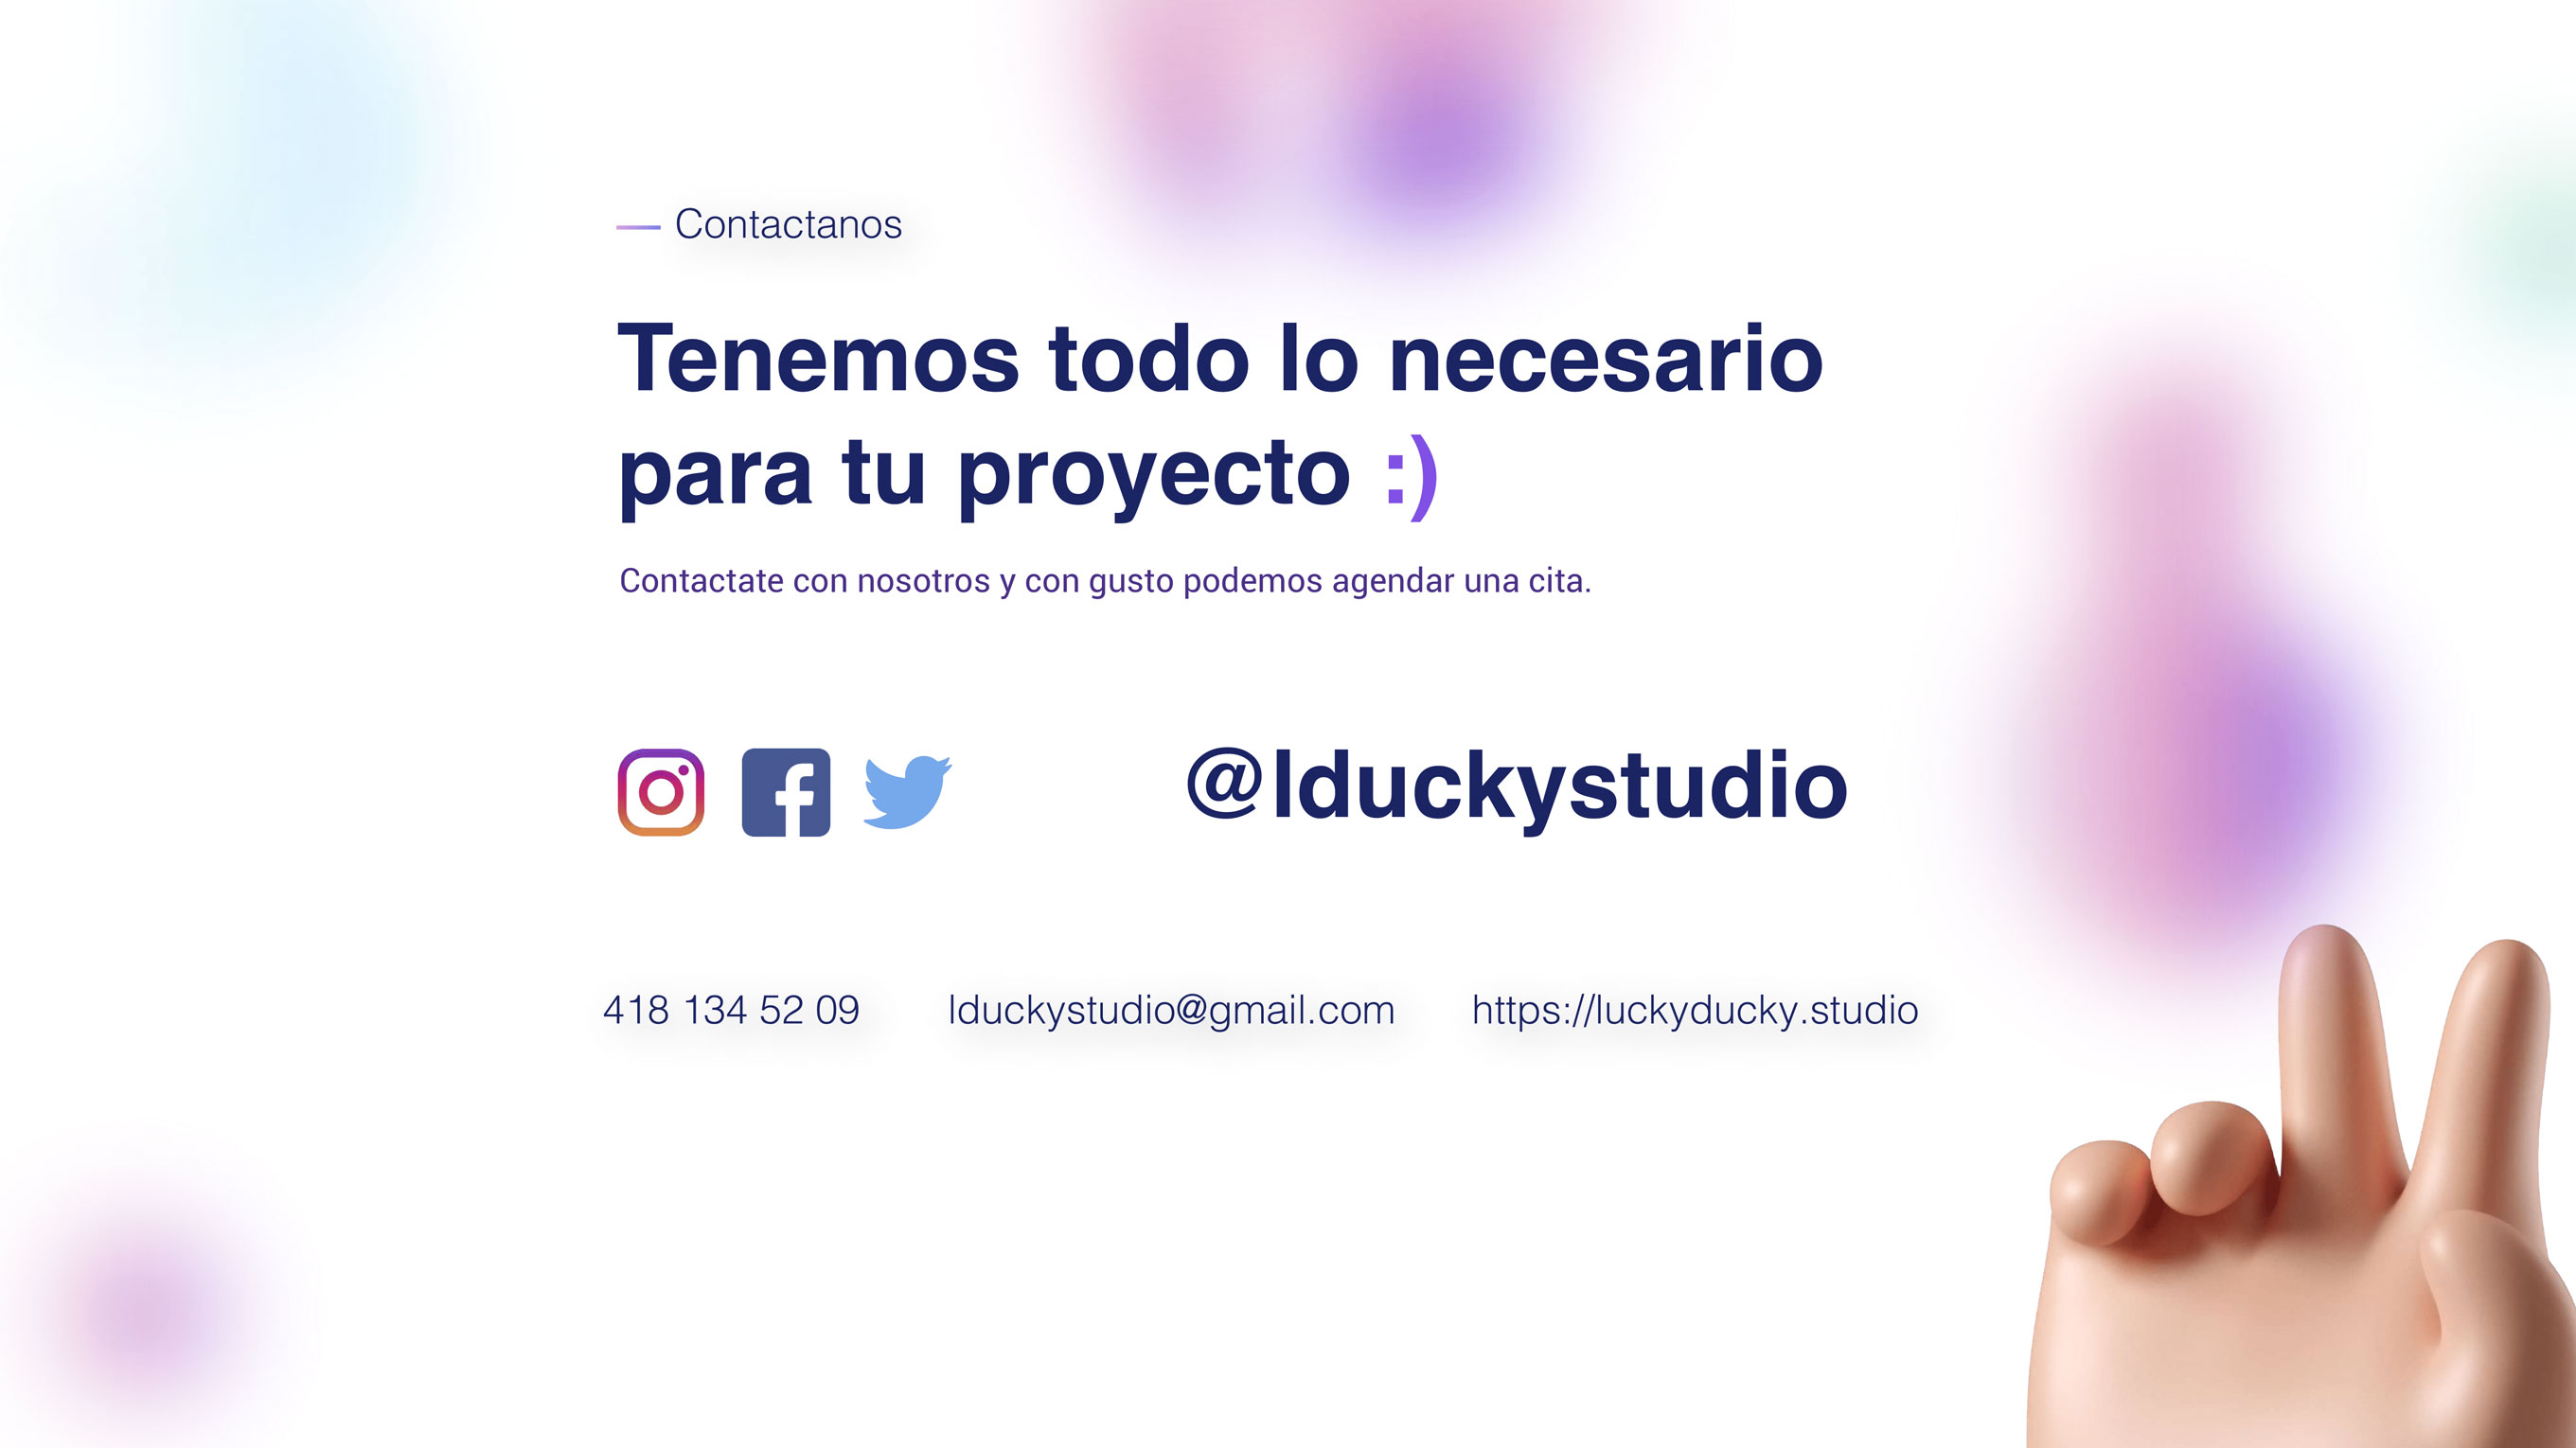 Contactanos
Tenemos todo lo necesario
para tu proyecto :)
Contactate con nosotros y con gusto podemos agendar una cita.
@lduckystudio
418 134 52 09
lduckystudio@gmail.com
https://luckyducky.studio